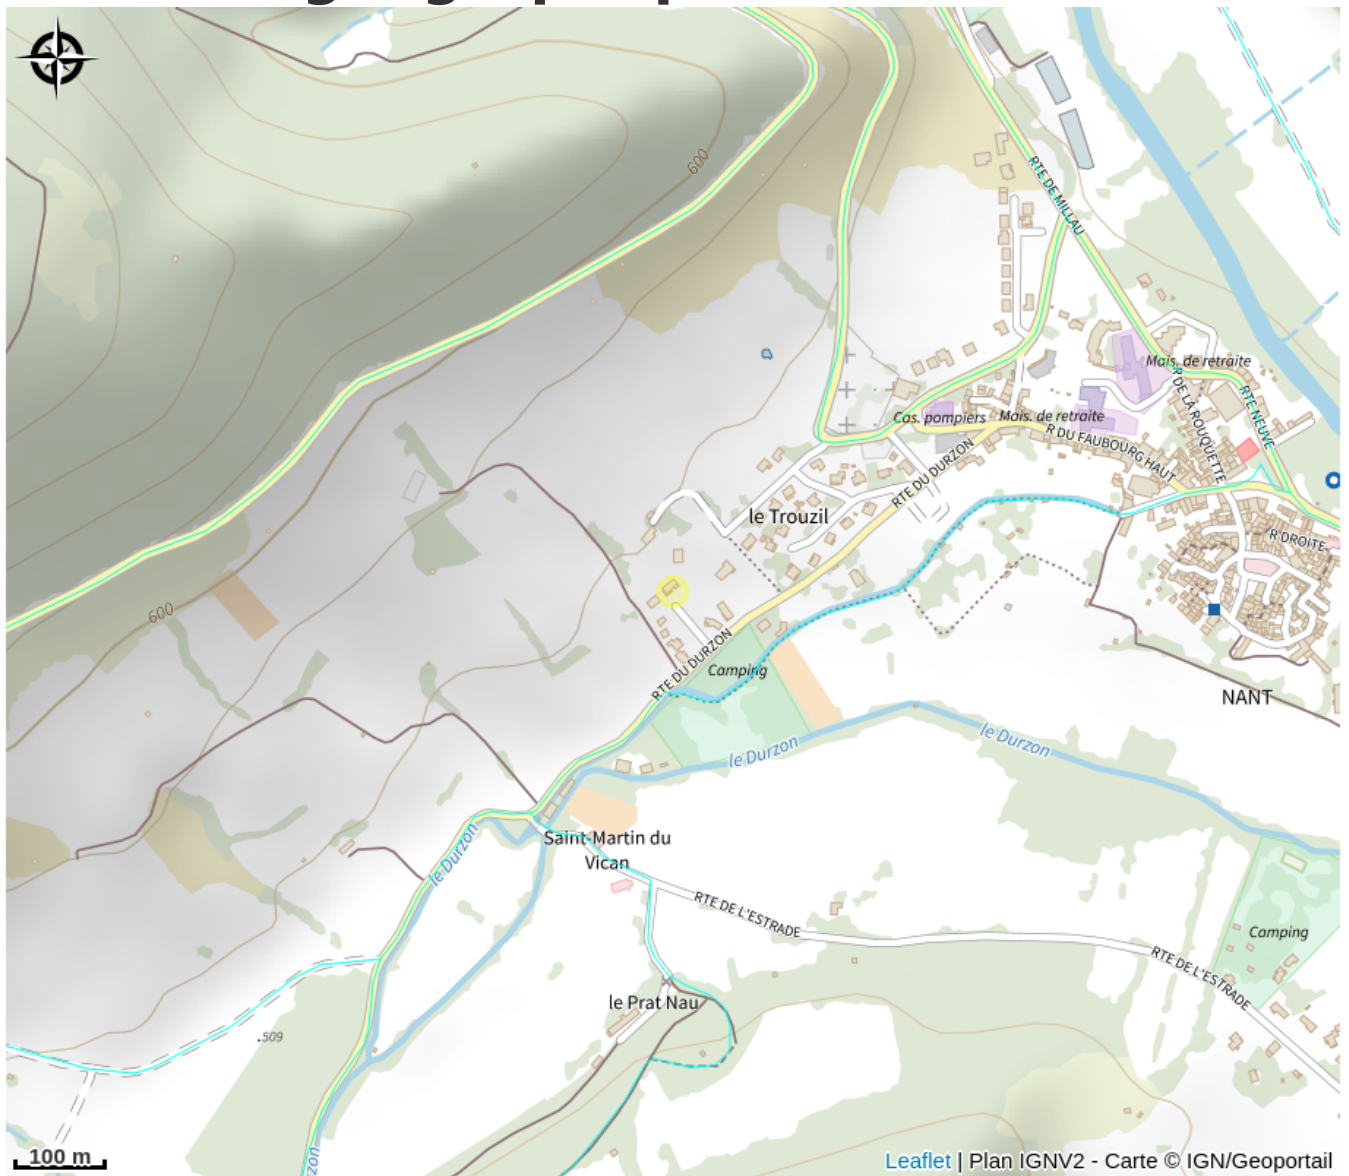 600
RTE DE MILLAU
Mais. de retraite
R DE LA ROUQUETTE
RTE NEUVE
Cas. pompiers
Mais. de retraite
R DU FAUBOURG HAUT
RTE DU DURZON
le Trouzil
R DROITE
600
RTE DU DURZON
Camping
NANT
le Durzon
le Durzon
Saint-Martin du
Vican
le Durzon
RTE DE L'ESTRADE
Camping
RTE DE L'ESTRADE
le Prat Nau
.509
100 m
zon
Leaflet | Plan IGNV2 - Carte © IGN/Geoportail